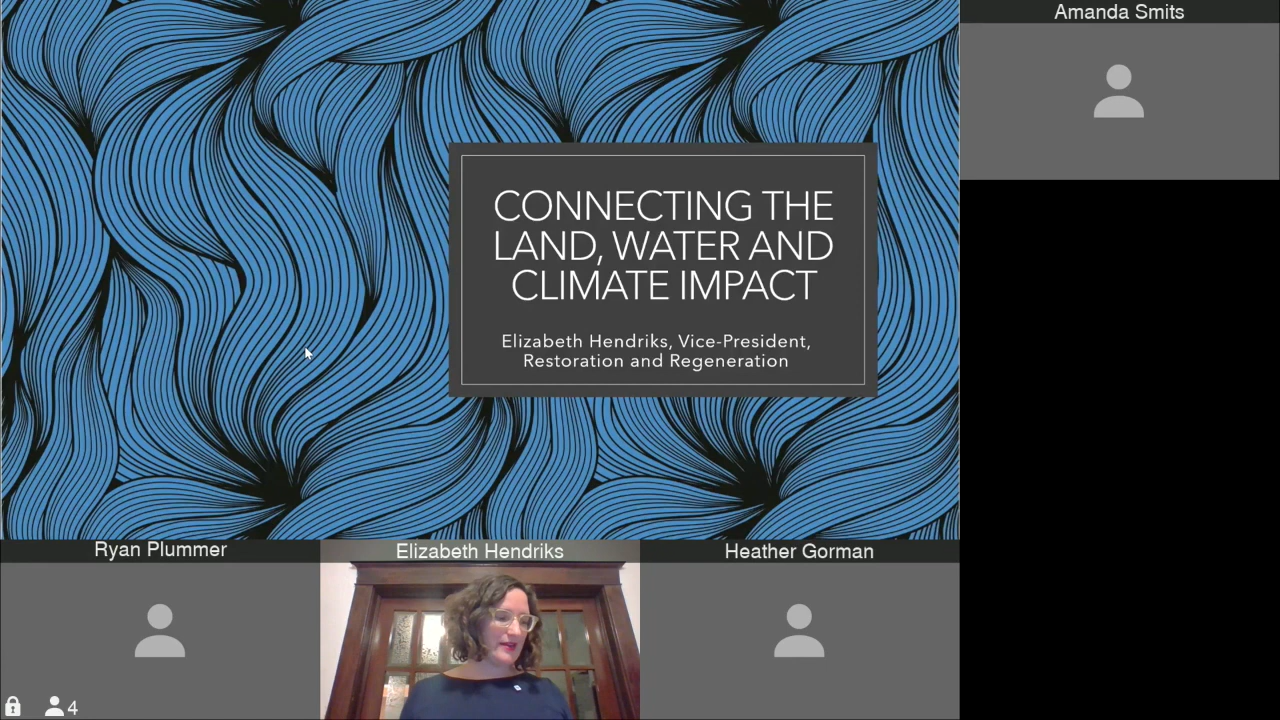 Amanda Smits
CONNECTING THE
LAND, WATER AND
CLIMATE IMPACT
Elizabeth Hendriks, Vice-President,
Restoration and Regeneration
Ryan Plummer
Elizabeth Hendriks
Heather Gorman
4